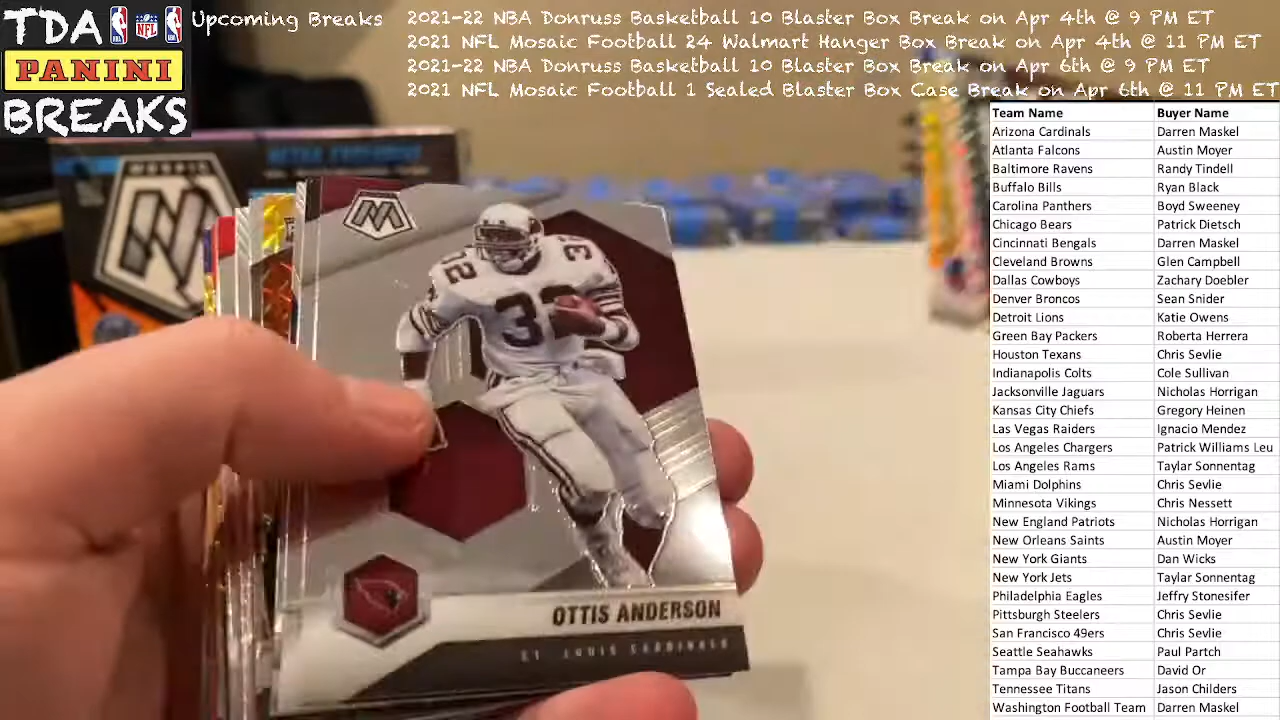 TDA
PANINI
BREAKS
Upcoming Breaks
2021-22 NBA Donruss Basketball 10 Blaster Box Break on Apr 4th @ 9 PM ET
2021 NFL Mosaic Football 24 Walmart Hanger Box Break on Apr 4th @ 11 PM ET
2021-22 NBA Donruss Basketball 10 Blaster Box Break on Apr 6th @ 9 PM ET
2021 NFL Mosaic Football 1 Sealed Blaster Box Case Break on Apr 6th @ 11 PM ET
Team Name Buyer Name
Arizona Cardinals Darren Maskel
Atlanta Falcons Austin Moyer
Baltimore Ravens Randy Tindell
Buffalo Bills Ryan Black
Carolina Panthers Boyd Sweeney
Chicago Bears Patrick Dietsch
Cincinnati Bengals Darren Maskel
Cleveland Browns Glen Campbell
Dallas Cowboys Zachary Doebler
Denver Broncos Sean Snider
Detroit Lions Katie Owens
Green Bay Packers Roberta Herrera
Houston Texans Chris Sevlie
Indianapolis Colts Cole Sullivan
Jacksonville Jaguars Nicholas Horrigan
Kansas City Chiefs Gregory Heinen
Las Vegas Raiders Ignacio Mendez
Los Angeles Chargers Patrick Williams Leu
Los Angeles Rams Taylar Sonnentag
Miami Dolphins Chris Sevlie
Minnesota Vikings Chris Nessett
New England Patriots Nicholas Horrigan
New Orleans Saints Austin Moyer
New York Giants Dan Wicks
New York Jets Taylar Sonnentag
Philadelphia Eagles Jeffry Stonesifer
Pittsburgh Steelers Chris Sevlie
San Francisco 49ers Chris Sevlie
Seattle Seahawks Paul Partch
Tampa Bay Buccaneers David Or
Tennessee Titans Jason Childers
Washington Football Team Darren Maskel
MOSAIC
M
32
32
OTTIS ANDERSON
ST. LOUIS CARDINALS